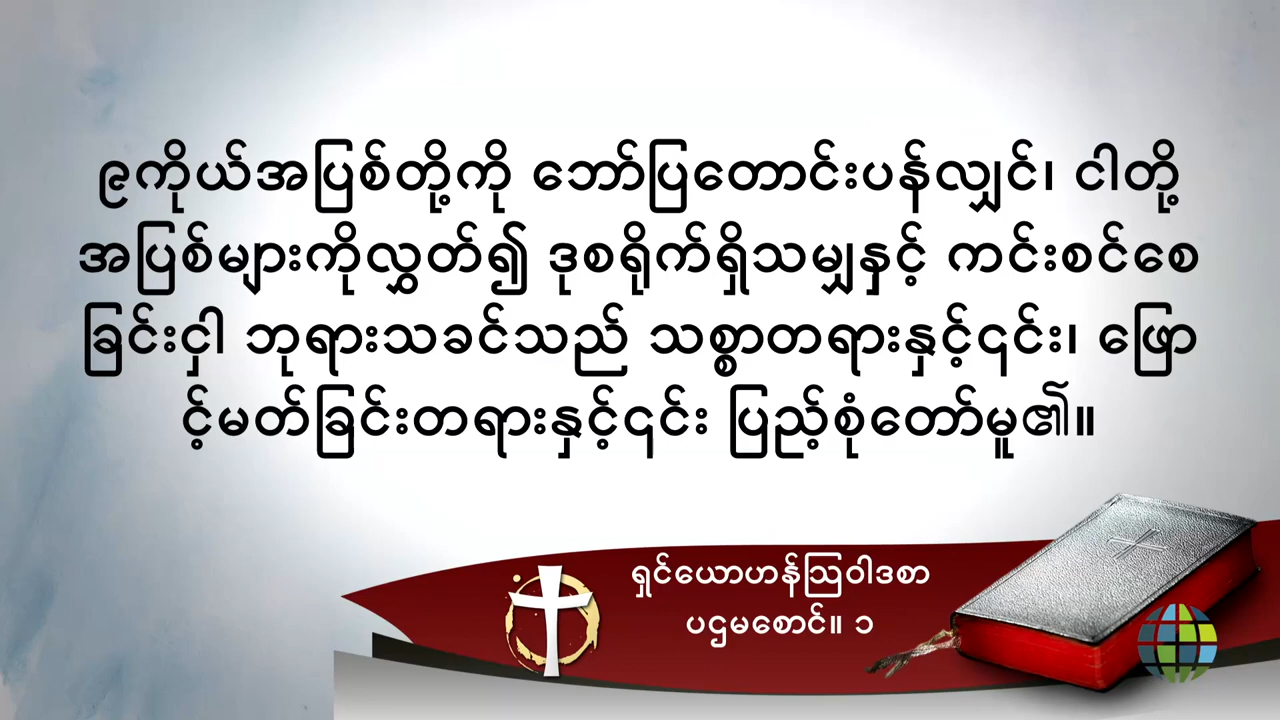 ၉ကိုယ်အပြစ်တို့ကို ဘော်ပြတောင်းပန်လျှင်၊ ငါတို့
အပြစ်များကိုလွှတ်၍ ဒုစရိုက်ရှိသမျှနှင့် ကင်းစင်စေ
ခြင်းငှါ ဘုရားသခင်သည် သစ္စာတရားနှင့်၎င်း၊ ဖြော
င့်မတ်ခြင်းတရားနှင့်၎င်း ပြည့်စုံတော်မူ၏။
ရှင်ယောဟန်ဩဝါဒစာ
ပဌမစောင်။ ၁